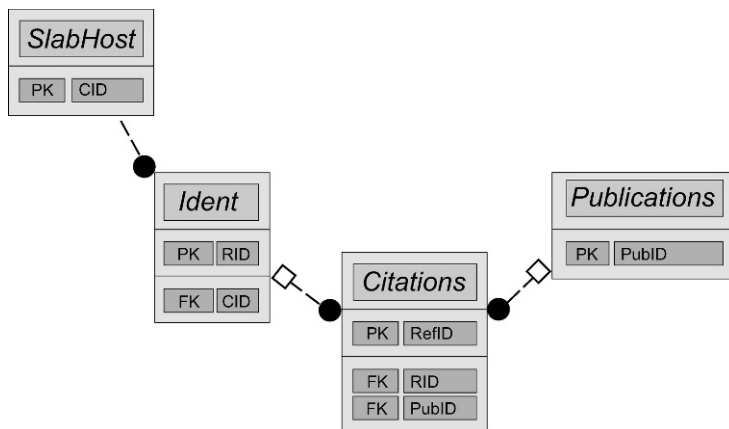 SlabHost
PK CID
Ident
PK RID
FK CID
Publications
PK PubID
Citations
PK RefID
FK RID
FK PubID